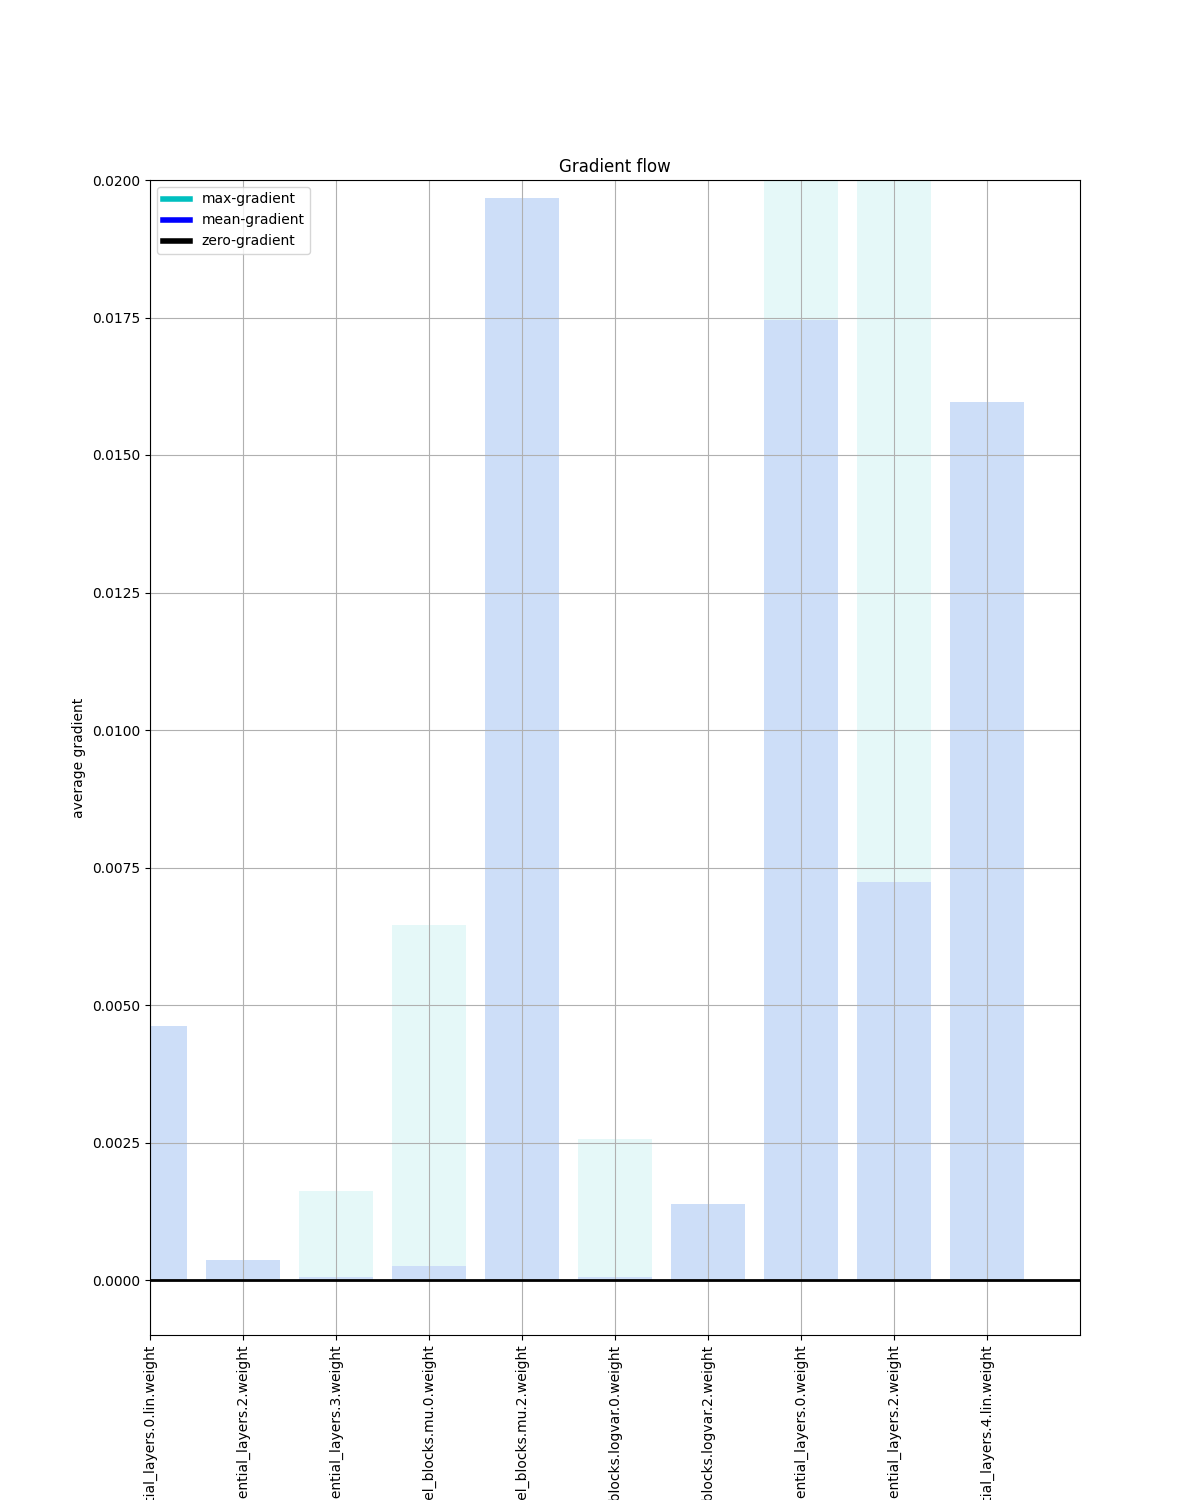 Gradient flow
max-gradient
mean-gradient
zero-gradient
0.0200
0.0175
0.0150
0.0125
0.0100
0.0075
0.0050
0.0025
0.0000
average gradient
tial_layers.0.lin.weight
ential_layers.2.weight
ential_layers.3.weight
el_blocks.mu.0.weight
el_blocks.mu.2.weight
blocks.logvar.0.weight
blocks.logvar.2.weight
ential_layers.0.weight
ential_layers.2.weight
tial_layers.4.lin.weight